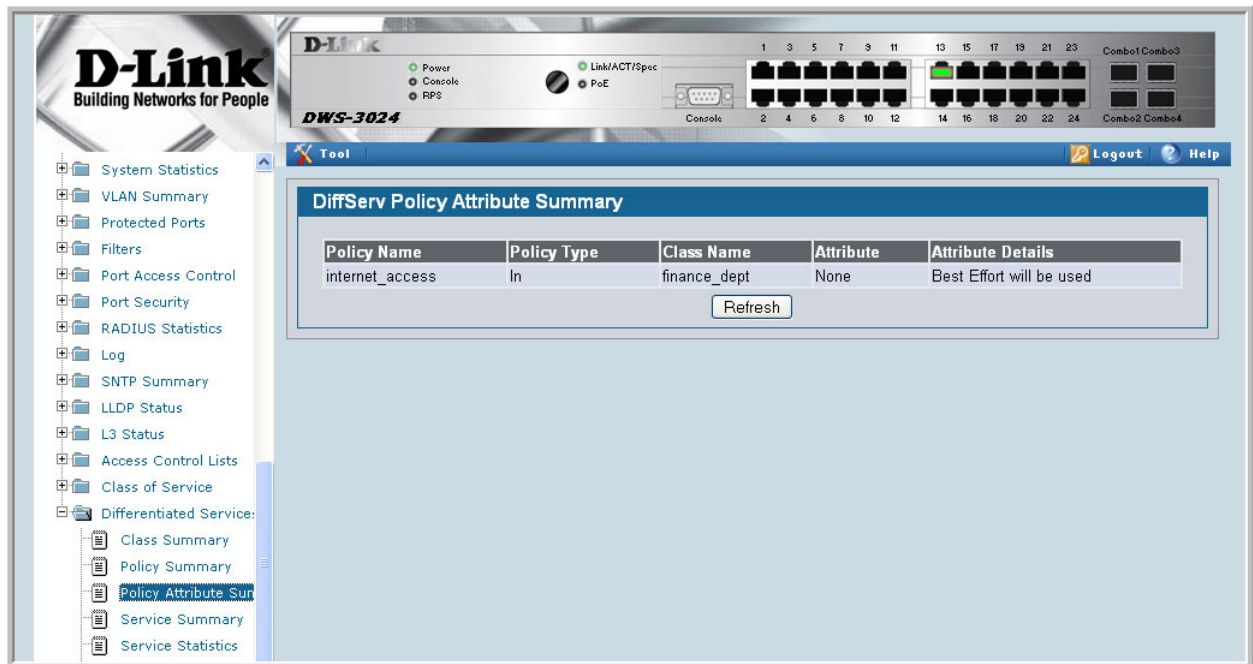 D-Link
Building Networks for People
D-Link
Power
Console
RPS
Link/ACT/Spec
PoE
DWS-3024
Console
1 3 5 7 9 11 13 15 17 19 21 23 Combo1 Combo3
2 4 6 8 10 12 14 16 18 20 22 24 Combo2 Combo4
Tool
Logout
Help
System Statistics
VLAN Summary
Protected Ports
Filters
Port Access Control
Port Security
RADIUS Statistics
Log
SNTP Summary
LLDP Status
L3 Status
Access Control Lists
Class of Service
Differentiated Services
Class Summary
Policy Summary
Policy Attribute Sum
Service Summary
Service Statistics
DiffServ Policy Attribute Summary
Policy Name Policy Type Class Name Attribute Attribute Details
internet_access In finance_dept None Best Effort will be used
Refresh